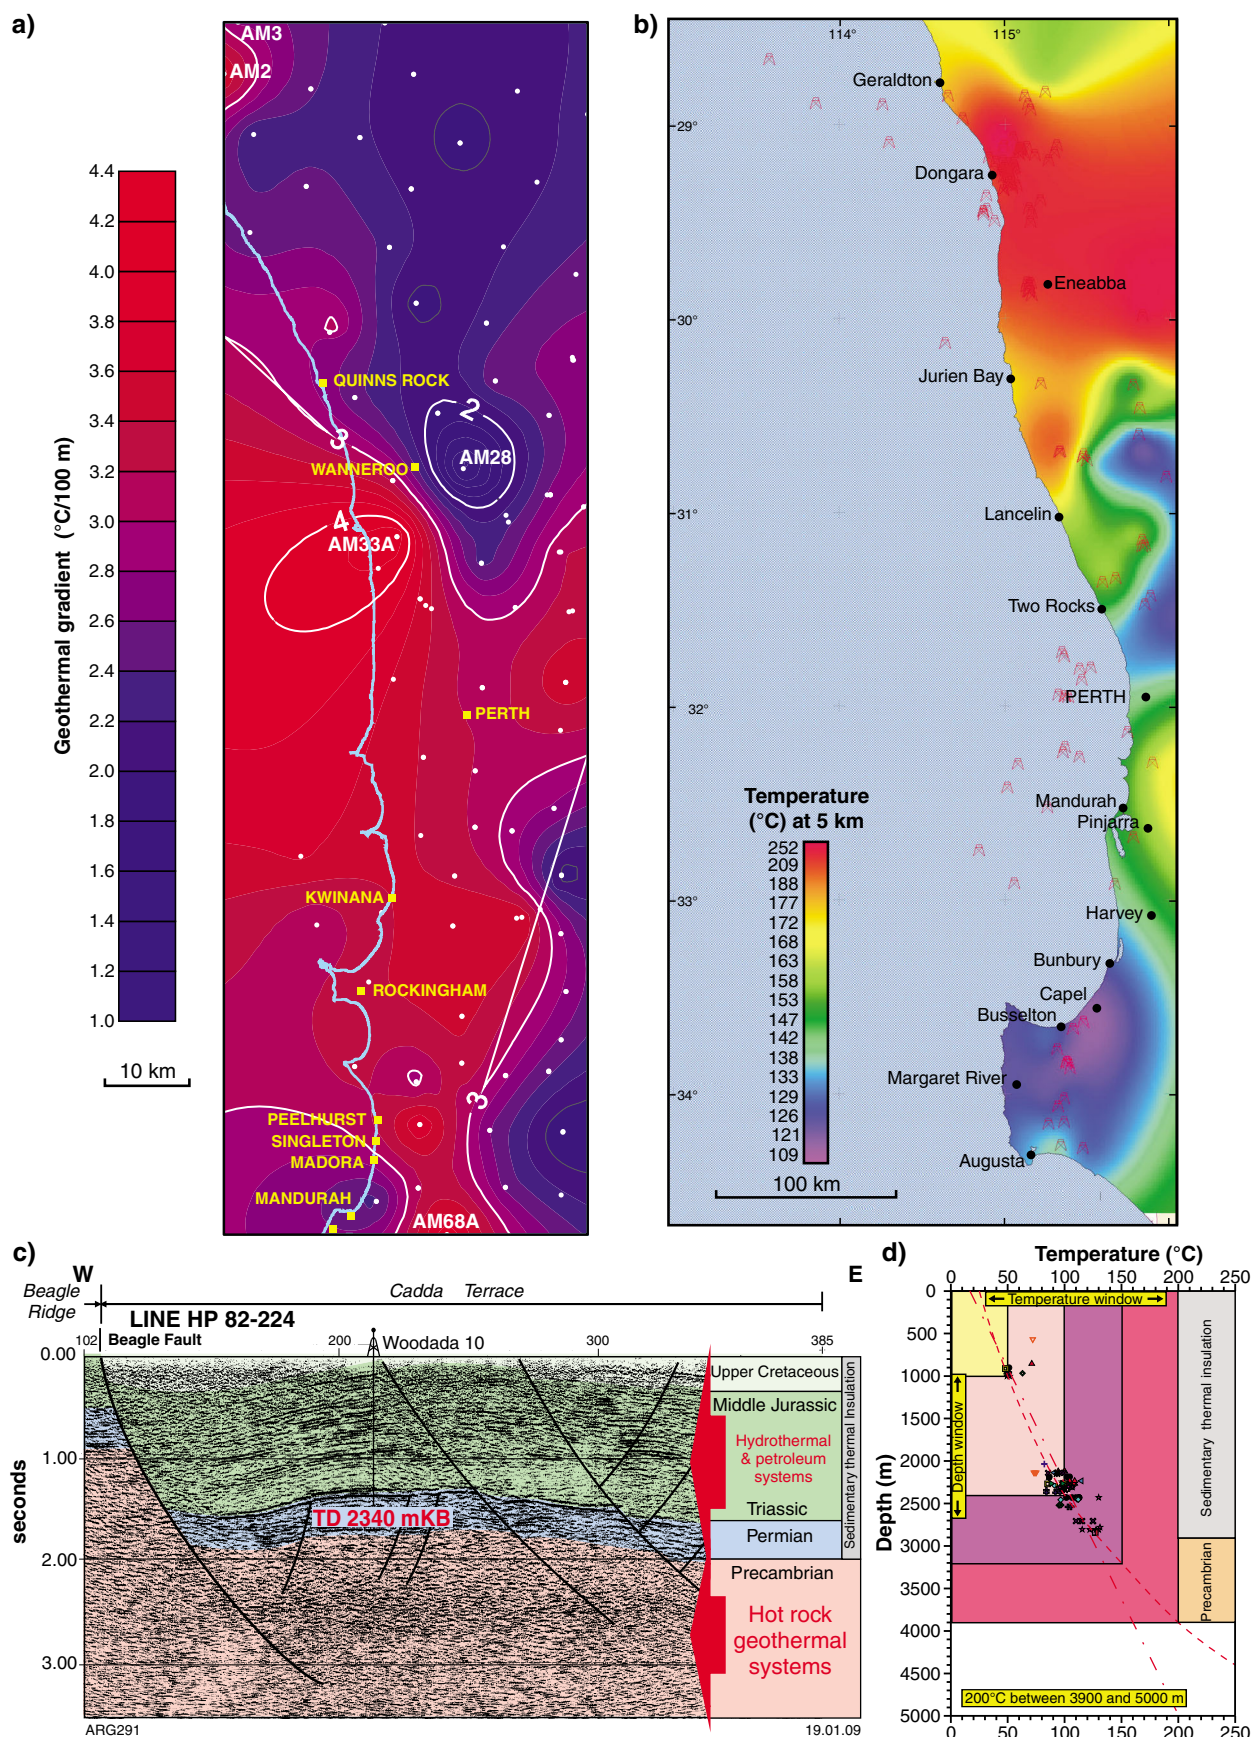 a)
AM3
AM2
4.4
4.2
4.0
3.8
3.6
3.4
3.2
3.0
2.8
2.6
2.4
2.2
2.0
1.8
1.6
1.4
1.2
1.0
Geothermal gradient (°C/100 m)
10 km
QUINNS ROCK
2
3
WANNEROO
AM28
4
AM33A
PERTH
KWINANA
ROCKINGHAM
3
PEELHURST
SINGLETON
MADORA
MANDURAH
AM68A
b)
114°
115°
Geraldton
29°
Dongara
Eneabba
30°
Jurien Bay
31°
Lancelin
Two Rocks
32°
PERTH
Mandurah
Pinjarra
Temperature
(°C) at 5 km
252
209
188
177
172
168
163
158
153
147
142
138
133
129
126
121
109
33°
Harvey
Bunbury
Capel
Busselton
Margaret River
34°
Augusta
100 km
c)
W
E
Beagle
Ridge
Cadda Terrace
LINE HP 82-224
102
Beagle Fault
200
Woodada 10
300
385
0.00
1.00
2.00
3.00
seconds
TD 2340 mKB
Upper Cretaceous
Middle Jurassic
Hydrothermal
& petroleum
systems
Triassic
Permian
Precambrian
Hot rock
geothermal
systems
Sedimentary thermal Insulation
ARG291
19.01.09
d)
Temperature (°C)
0 50 100 150 200 250
Temperature window
0
500
1000
1500
2000
2500
3000
3500
4000
4500
5000
Depth (m)
Depth window
Sedimentary thermal insulation
Precambrian
200°C between 3900 and 5000 m
0 50 100 150 200 250